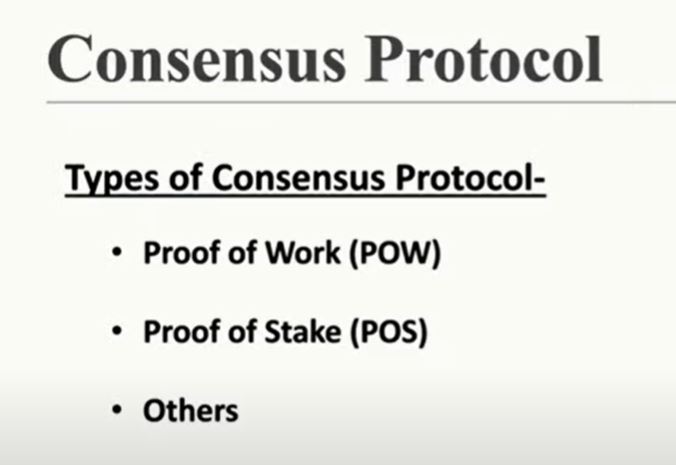 Consensus Protocol
Types of Consensus Protocol-
• Proof of Work (POW)
• Proof of Stake (POS)
• Others